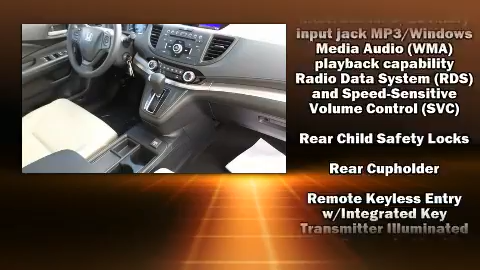 input jack MP3/Windows
Media Audio (WMA)
playback capability
Radio Data System (RDS)
and Speed-Sensitive
Volume Control (SVC)
Rear Child Safety Locks
Rear Cupholder
Remote Keyless Entry
w/Integrated Key
Transmitter Illuminated